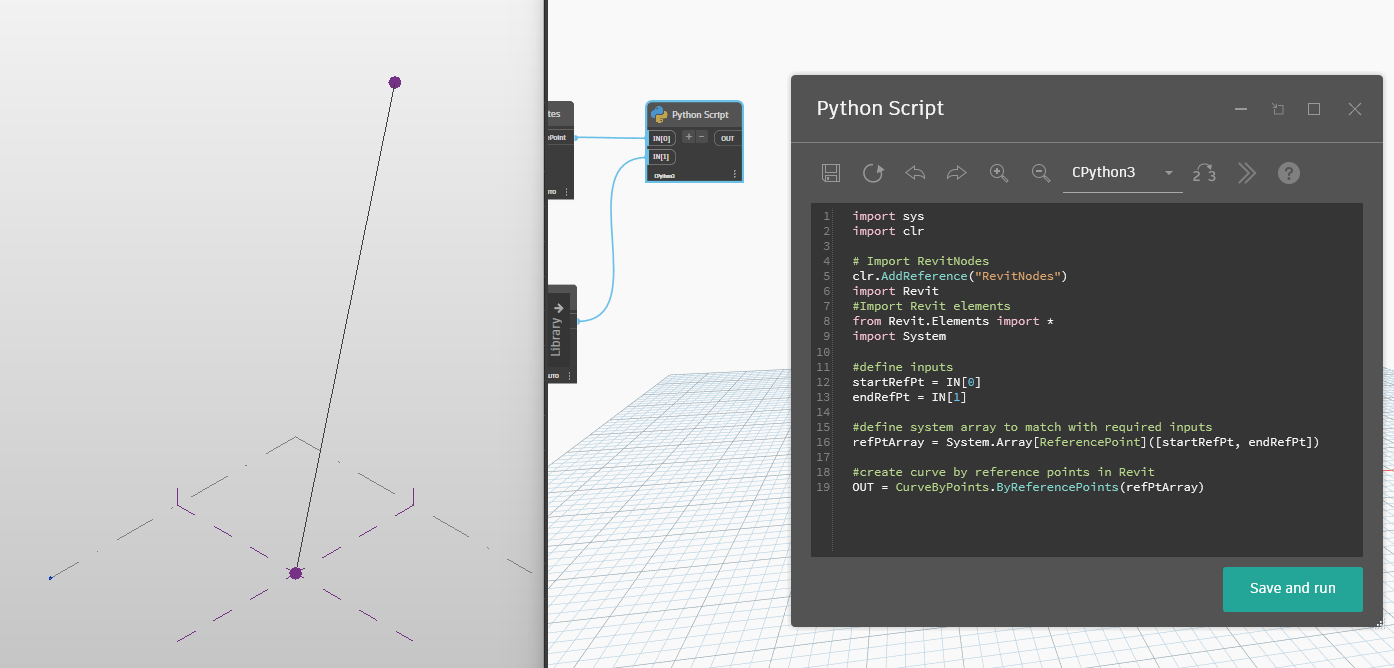 tes
Point
UTO
Library
AUTO
Python Script
IN[0]
+
−
OUT
IN[1]
CPython3
Python Script
CPython3
2 3
?
1 import sys
2 import clr
3
4 # Import RevitNodes
5 clr.AddReference("RevitNodes")
6 import Revit
7 #Import Revit elements
8 from Revit.Elements import *
9 import System
10
11 #define inputs
12 startRefPt = IN[0]
13 endRefPt = IN[1]
14
15 #define system array to match with required inputs
16 refPtArray = System.Array[ReferencePoint]([startRefPt, endRefPt])
17
18 #create curve by reference points in Revit
19 OUT = CurveByPoints.ByReferencePoints(refPtArray)
Save and run